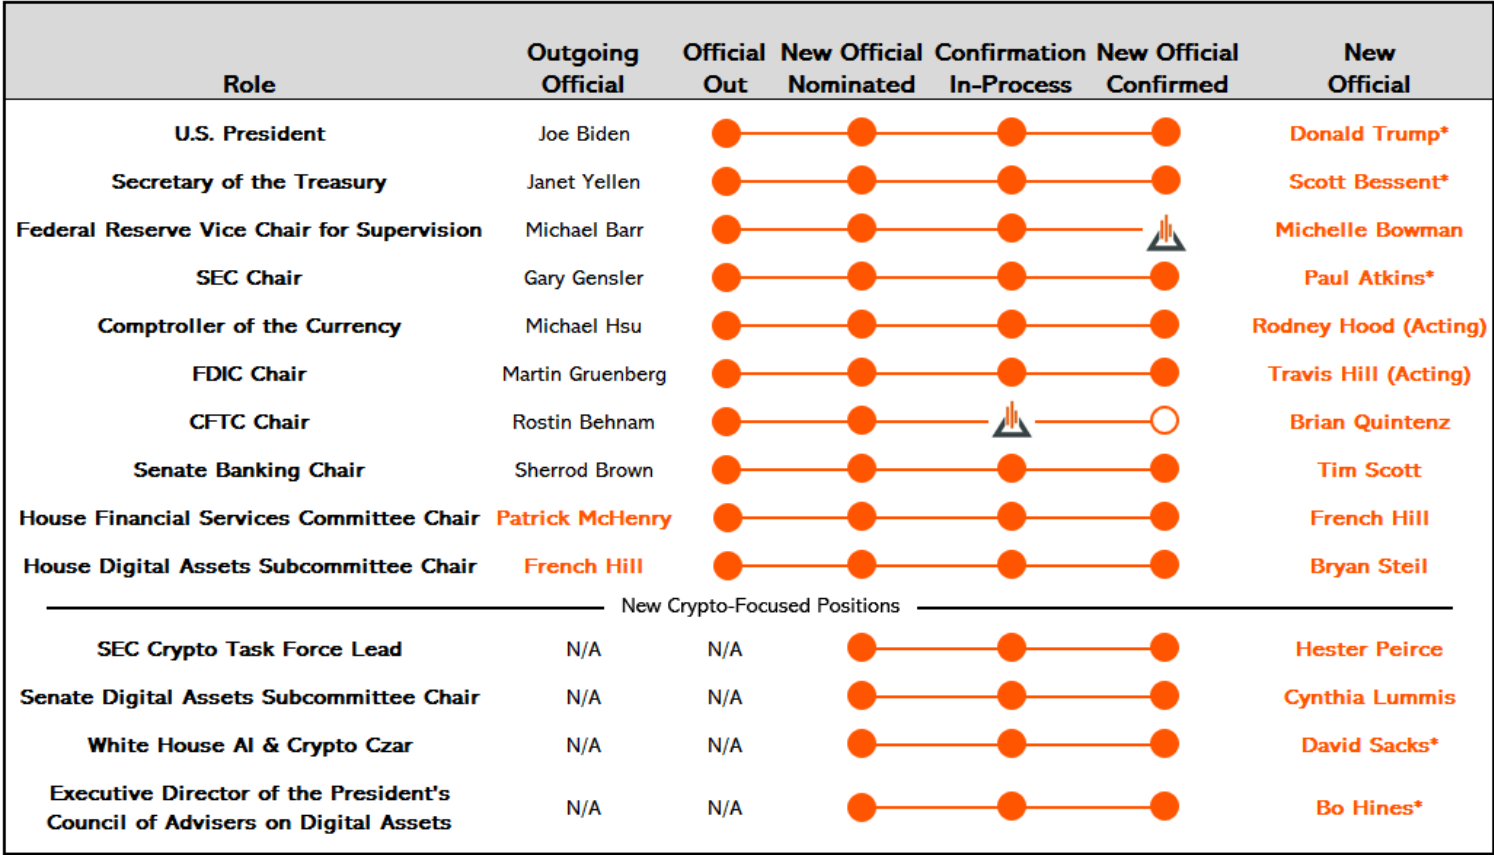 Role Outgoing Official Official Out New Official Nominated Confirmation In-Process New Official Confirmed New Official
U.S. President Joe Biden Donald Trump*
Secretary of the Treasury Janet Yellen Scott Bessent*
Federal Reserve Vice Chair for Supervision Michael Barr Michelle Bowman
SEC Chair Gary Gensler Paul Atkins*
Comptroller of the Currency Michael Hsu Rodney Hood (Acting)
FDIC Chair Martin Gruenberg Travis Hill (Acting)
CFTC Chair Rostin Behnam Brian Quintenz
Senate Banking Chair Sherrod Brown Tim Scott
House Financial Services Committee Chair Patrick McHenry French Hill
House Digital Assets Subcommittee Chair French Hill Bryan Steil
New Crypto-Focused Positions
SEC Crypto Task Force Lead N/A N/A Hester Peirce
Senate Digital Assets Subcommittee Chair N/A N/A Cynthia Lummis
White House AI & Crypto Czar N/A N/A David Sacks*
Executive Director of the President's
Council of Advisers on Digital Assets N/A N/A Bo Hines*